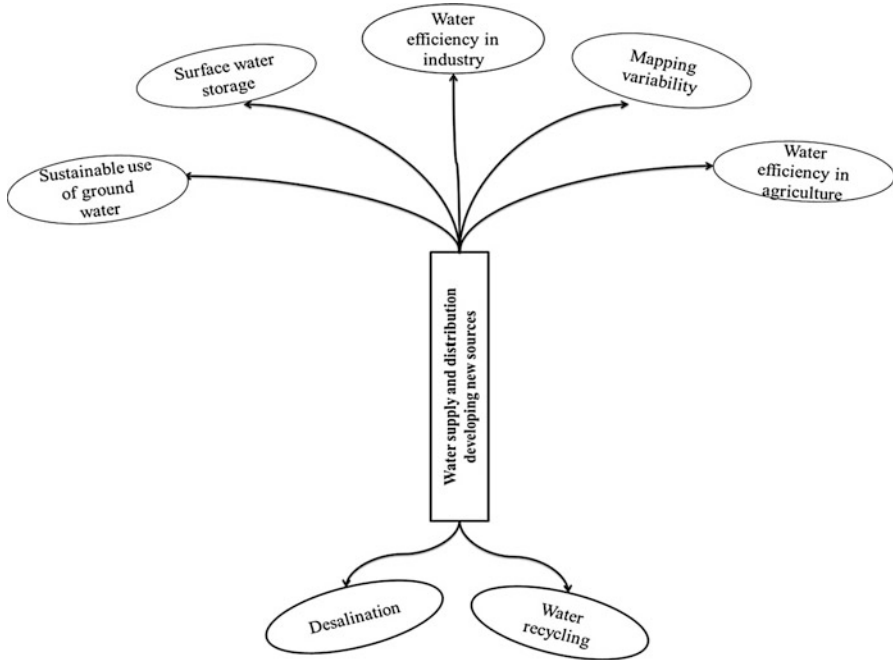 Water
efficiency in
industry
Surface water
storage
Mapping
variability
Sustainable use
of ground
water
Water
efficiency in
agriculture
Water supply and distribution
developing new sources
Desalination
Water
recycling